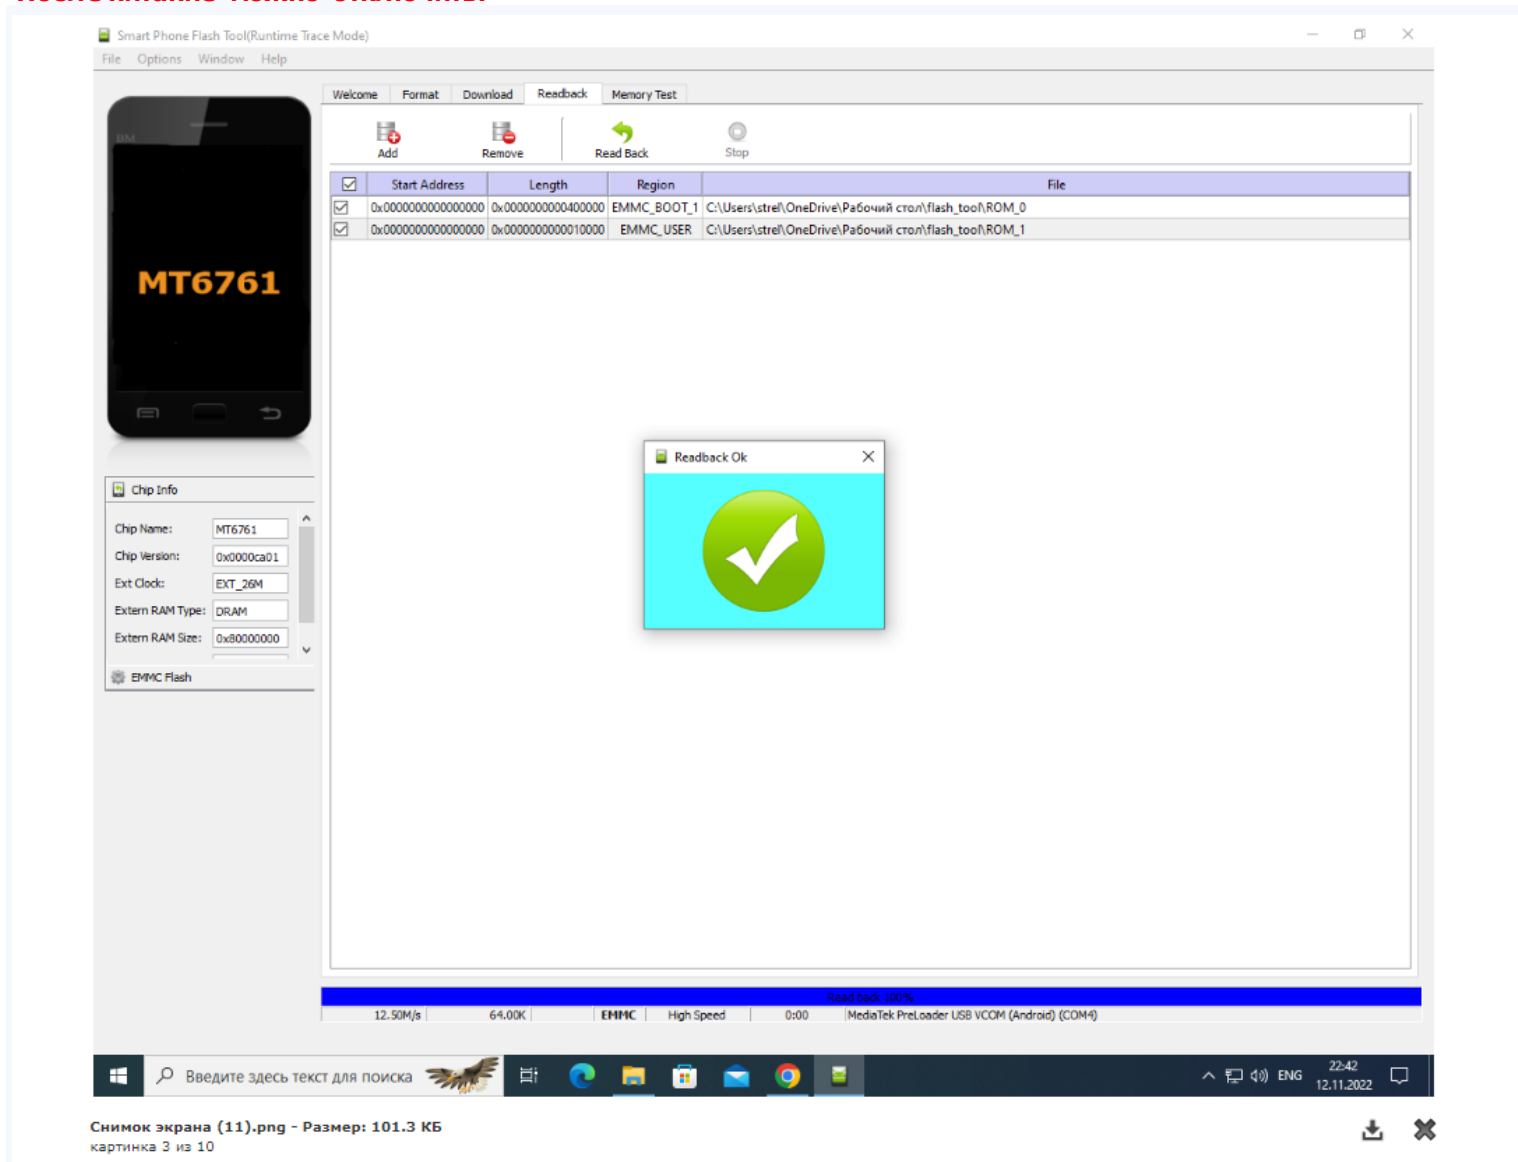 Smart Phone Flash Tool(Runtime Trace Mode)
File Options Window Help
Welcome Format Download Readback Memory Test
BM
Add Remove Read Back Stop
Start Address Length Region File
0x0000000000000000 0x0000000000400000 EMMC_BOOT_1 C:\Users\strel\OneDrive\Рабочий стол\flash_tool\ROM_0
0x0000000000000000 0x0000000000010000 EMMC_USER C:\Users\strel\OneDrive\Рабочий стол\flash_tool\ROM_1
MT6761
Readback Ok
Chip Info
Chip Name: MT6761
Chip Version: 0x0000ca01
Ext Clock: EXT_26M
Extern RAM Type: DRAM
Extern RAM Size: 0x80000000
EMMC Flash
Read back 100%
12.50M/s 64.00K EMMC High Speed 0:00 MediaTek PreLoader USB VCOM (Android) (COM4)
Введите здесь текст для поиска
ENG
22:42
12.11.2022
Снимок экрана (11).png - Размер: 101.3 КБ
картинка 3 из 10